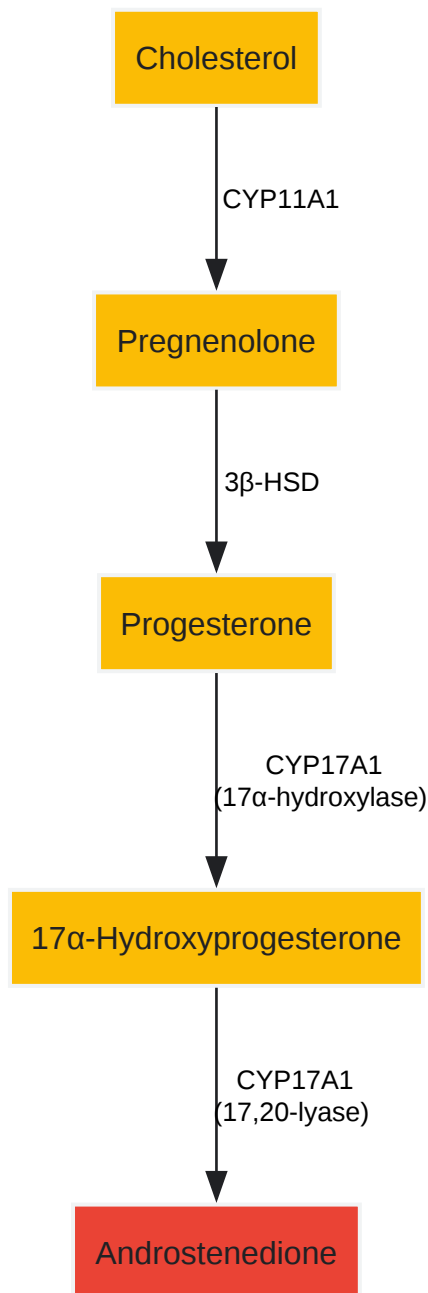 Cholesterol
CYP11A1
Pregnenolone
3β-HSD
Progesterone
CYP17A1
(17α-hydroxylase)
17α-Hydroxyprogesterone
CYP17A1
(17,20-lyase)
Androstenedione